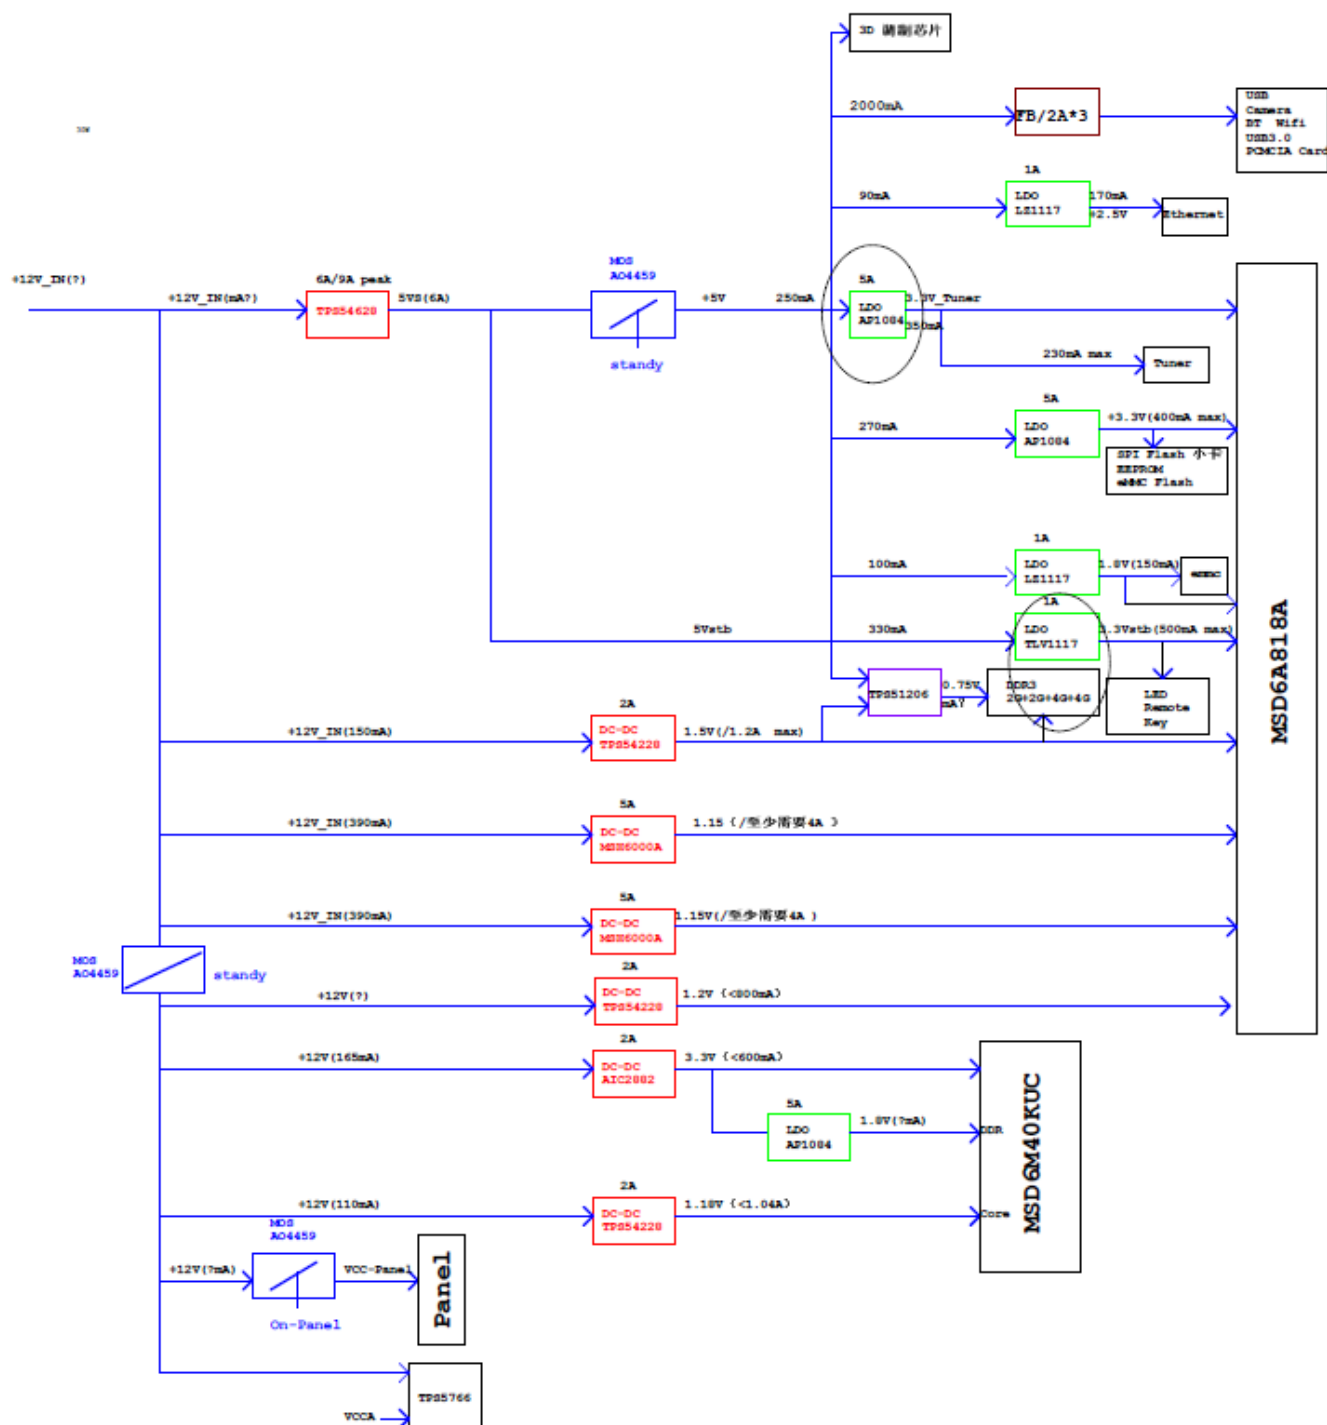 3D 调制芯片
2000mA
FB/2A*3
USB
Camera
BT Wifi
USB3.0
PCMCIA Card
1A
90mA
LDO
LZ1117
170mA
+2.5V
Ethernet
+12V_IN(?)
+12V_IN(mA?)
6A/9A peak
TPS54628
5VS(6A)
MOS
AO4459
standy
+5V
250mA
5A
LDO
AP1084
3.3V_Tuner
350mA
230mA max
Tuner
270mA
5A
LDO
AP1084
+3.3V(400mA max)
SPI Flash 小卡
EEPROM
eMMC Flash
100mA
1A
LDO
LZ1117
1.8V(150mA)
emmc
5Vstb
330mA
1A
LDO
TLV1117
3.3Vstb(500mA max)
LED
Remote
Key
TPS51206
0.75V
mA?
DDR3
2G+2G+4G+4G
+12V_IN(150mA)
2A
DC-DC
TPS54228
1.5V(/1.2A max)
MSD6A818A
+12V_IN(390mA)
5A
DC-DC
MSH6000A
1.15 (/至少需要4A )
+12V_IN(390mA)
5A
DC-DC
MSH6000A
1.15V(/至少需要4A )
MOS
AO4459
standy
+12V(?)
2A
DC-DC
TPS54228
1.2V (<800mA)
+12V(165mA)
2A
DC-DC
AIC2882
3.3V (<600mA)
5A
LDO
AP1084
1.8V(?mA)
DDR
MSD6M40KUC
+12V(110mA)
2A
DC-DC
TPS54228
1.18V (<1.04A)
Core
MOS
AO4459
+12V(?mA)
VCC-Panel
Panel
On-Panel
TPS5766
VCCA